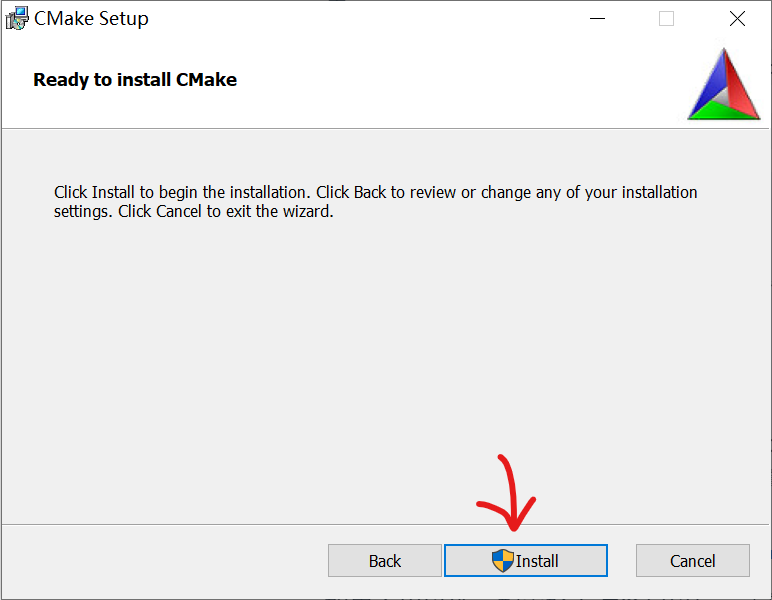 CMake Setup
Ready to install CMake
Click Install to begin the installation. Click Back to review or change any of your installation
settings. Click Cancel to exit the wizard.
Back
Install
Cancel